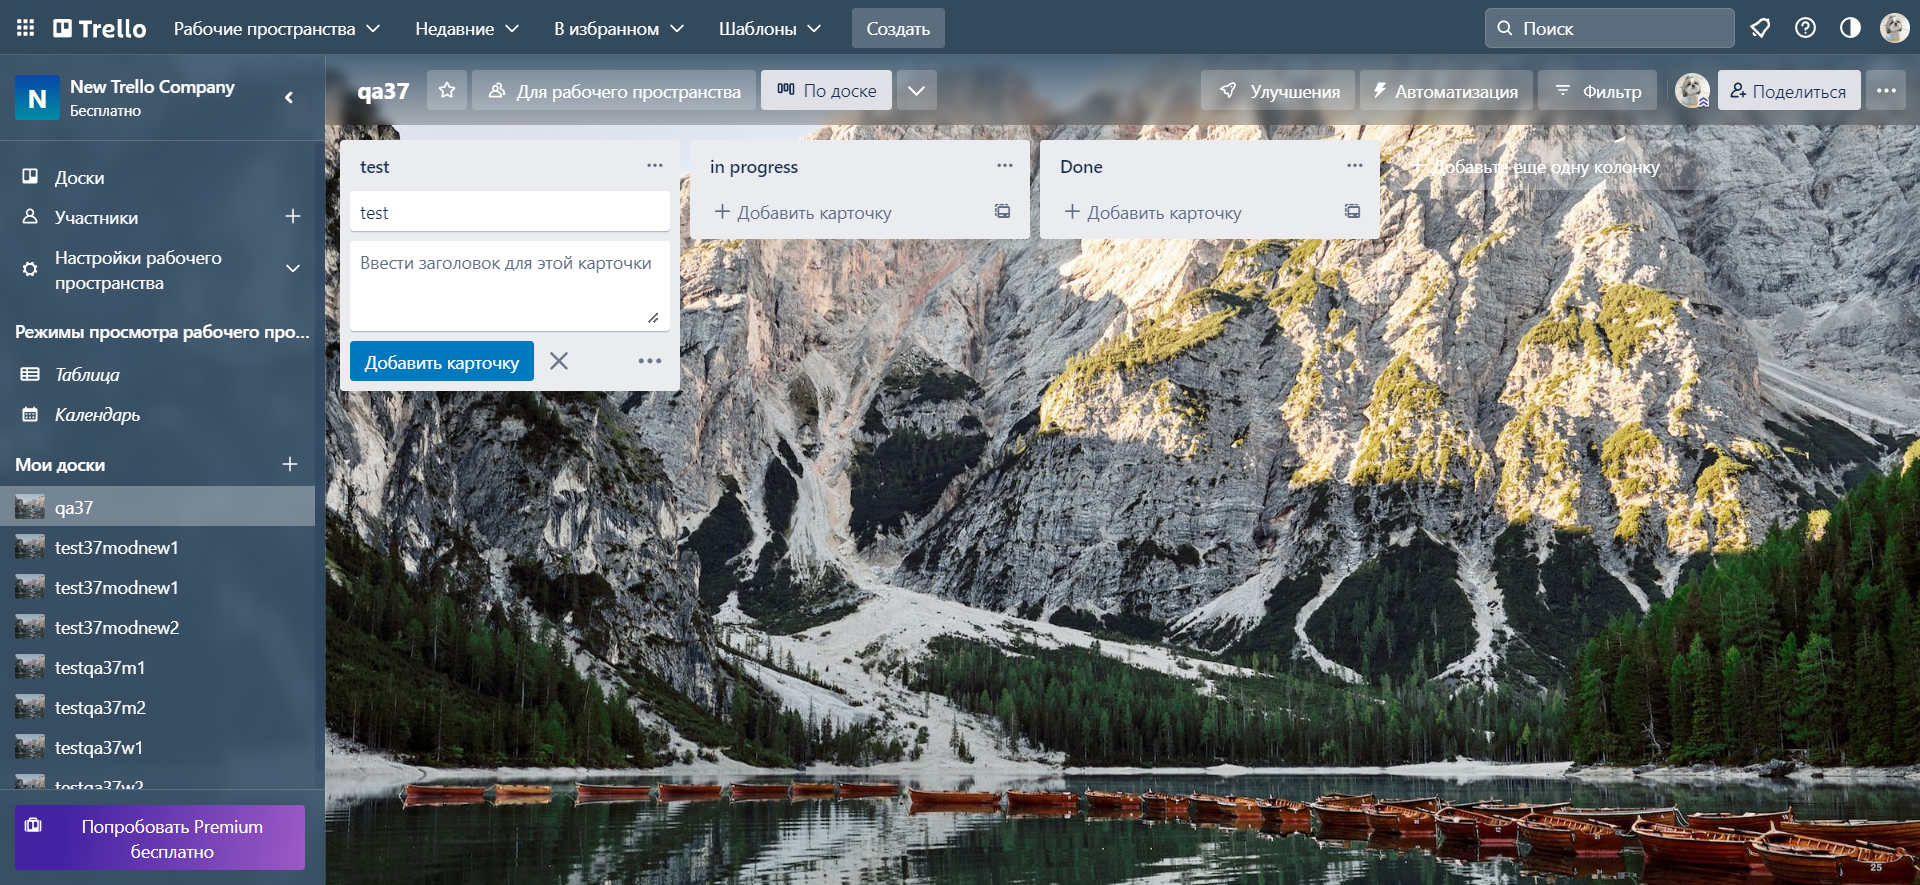 Trello
Рабочие пространства
Недавние
В избранном
Шаблоны
Создать
Поиск
N
New Trello Company
Бесплатно
qa37
Для рабочего пространства
По доске
Улучшения
Автоматизация
Фильтр
Поделиться
Доски
Участники
Настройки рабочего
пространства
Режимы просмотра рабочего про...
Таблица
Календарь
Мои доски
qa37
test37modnew1
test37modnew1
test37modnew2
testqa37m1
testqa37m2
testqa37w1
testqa37w2
Попробовать Premium
бесплатно
test
test
Ввести заголовок для этой карточки
Добавить карточку
in progress
Добавить карточку
Done
Добавить карточку
Добавьте еще одну колонку
25